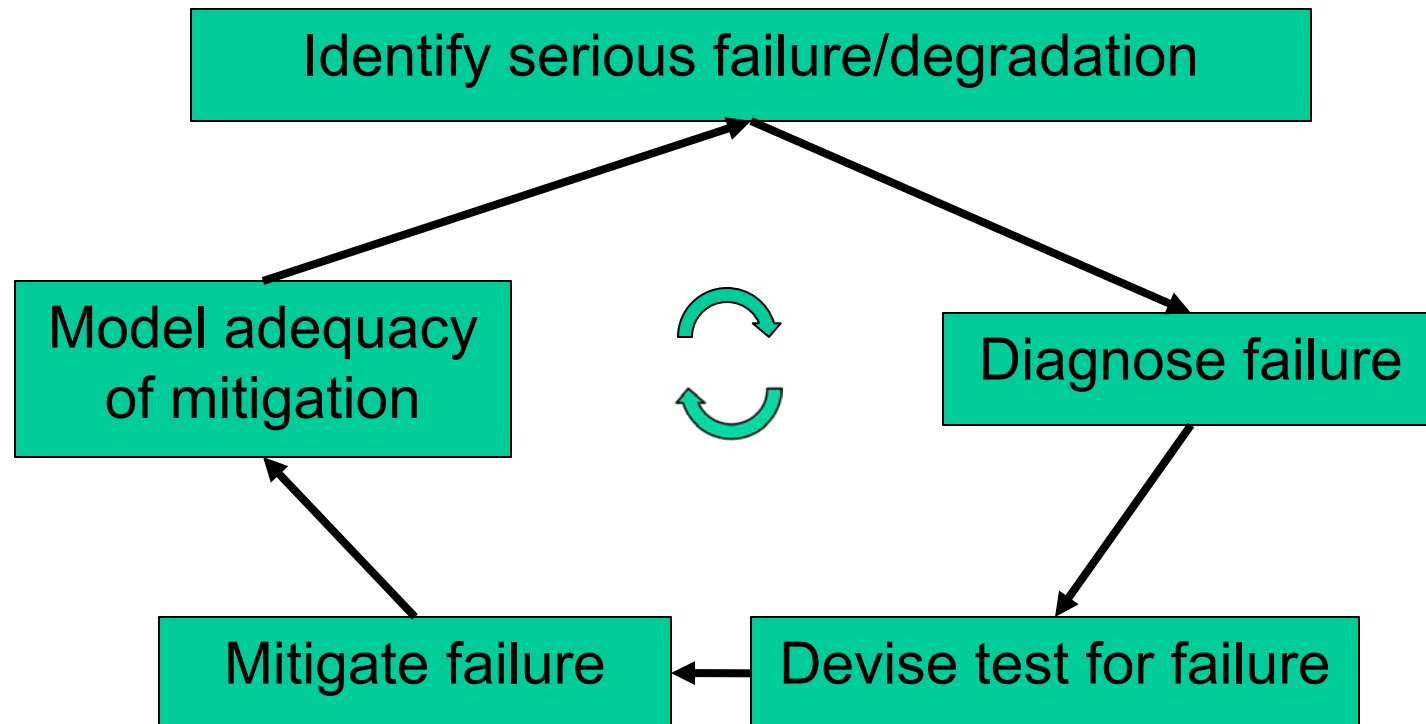 Identify serious failure/degradation
Diagnose failure
Devise test for failure
Mitigate failure
Model adequacy
of mitigation